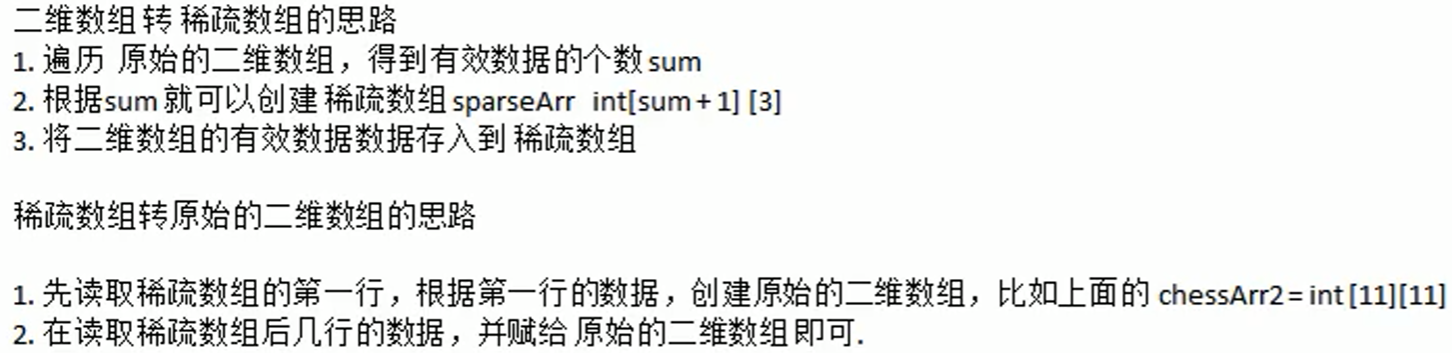 二维数组 转 稀疏数组的思路
1. 遍历 原始的二维数组，得到有效数据的个数 sum
2. 根据sum 就可以创建 稀疏数组 sparseArr int[sum + 1] [3]
3. 将二维数组的有效数据数据存入到 稀疏数组
稀疏数组转原始的二维数组的思路
1. 先读取稀疏数组的第一行，根据第一行的数据，创建原始的二维数组，比如上面的 chessArr2 = int [11][11]
2. 在读取稀疏数组后几行的数据，并赋给 原始的二维数组 即可.